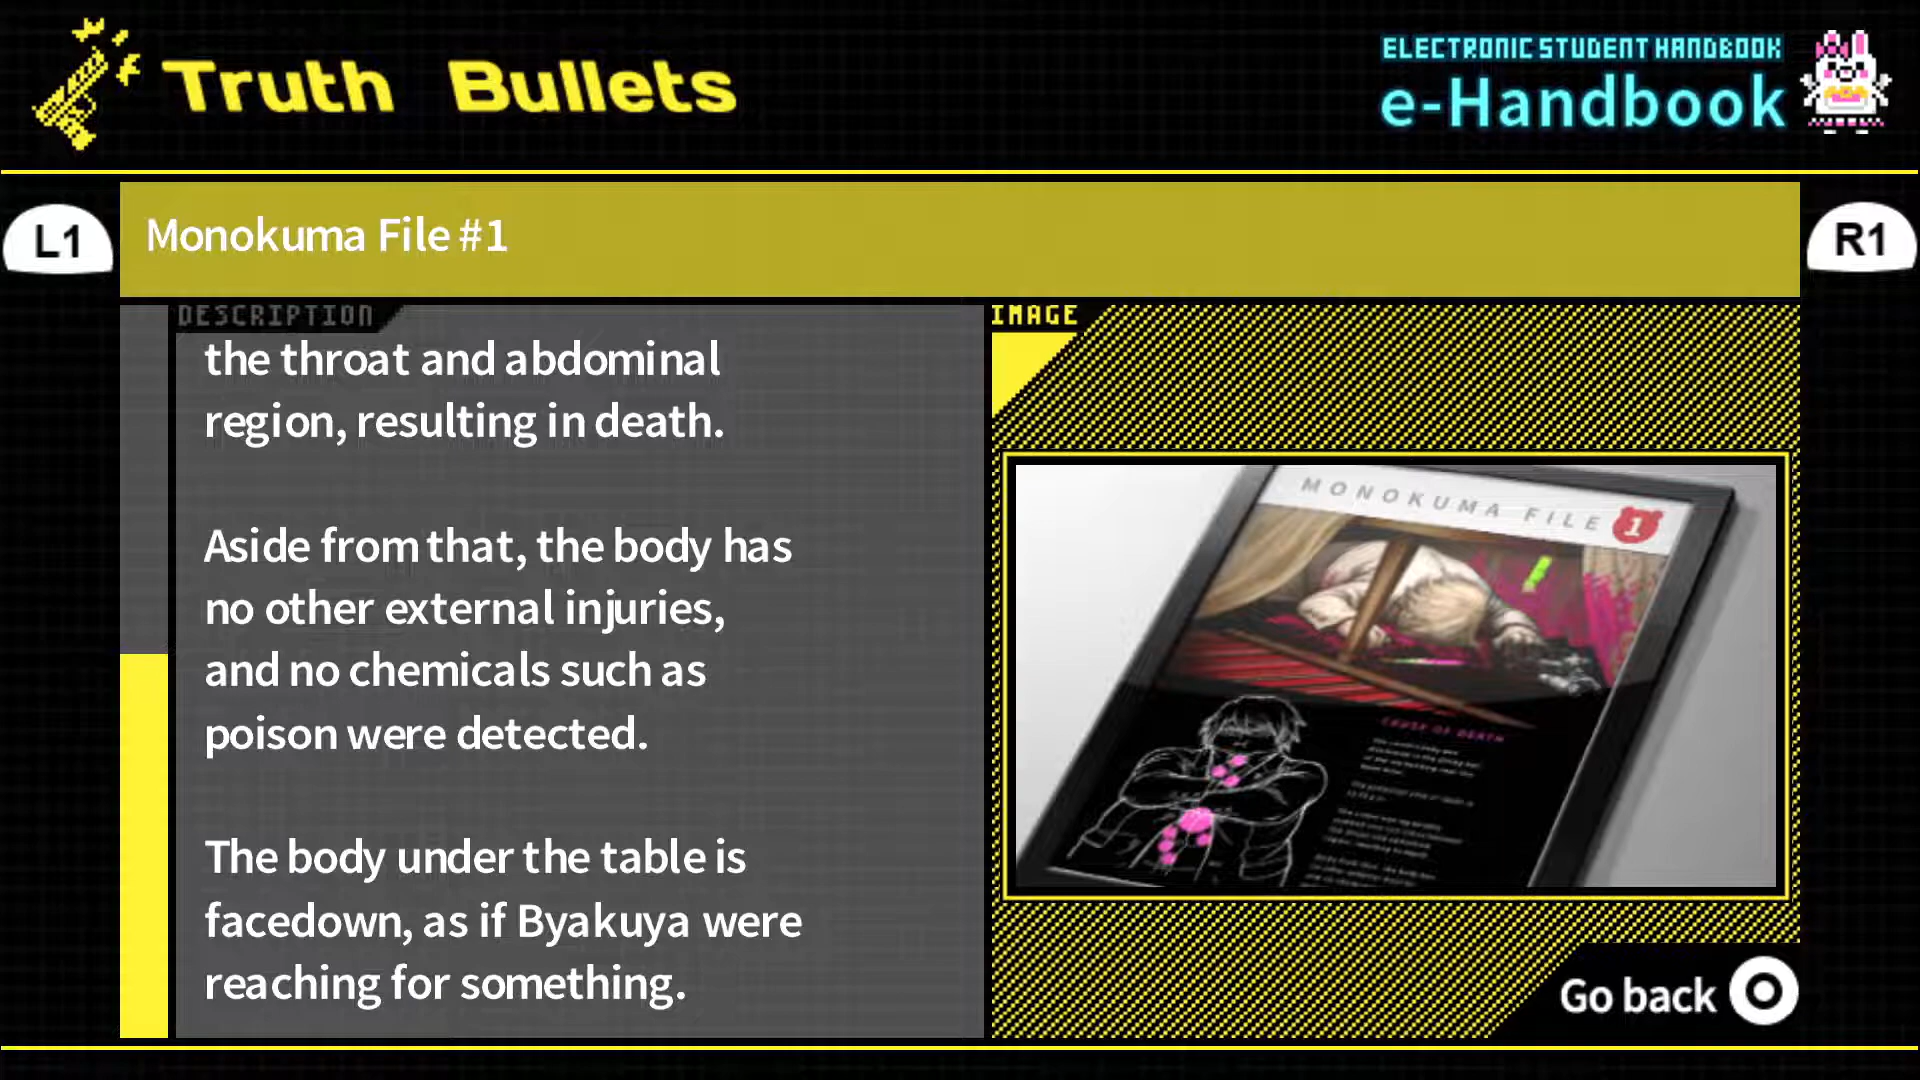 Truth Bullets
ELECTRONIC STUDENT HANDBOOK
e-Handbook
L1
Monokuma File #1
R1
DESCRIPTION
the throat and abdominal
region, resulting in death.
Aside from that, the body has
no other external injuries,
and no chemicals such as
poison were detected.
The body under the table is
facedown, as if Byakuya were
reaching for something.
IMAGE
MONOKUMA FILE 1
CAUSE OF DEATH
Go back